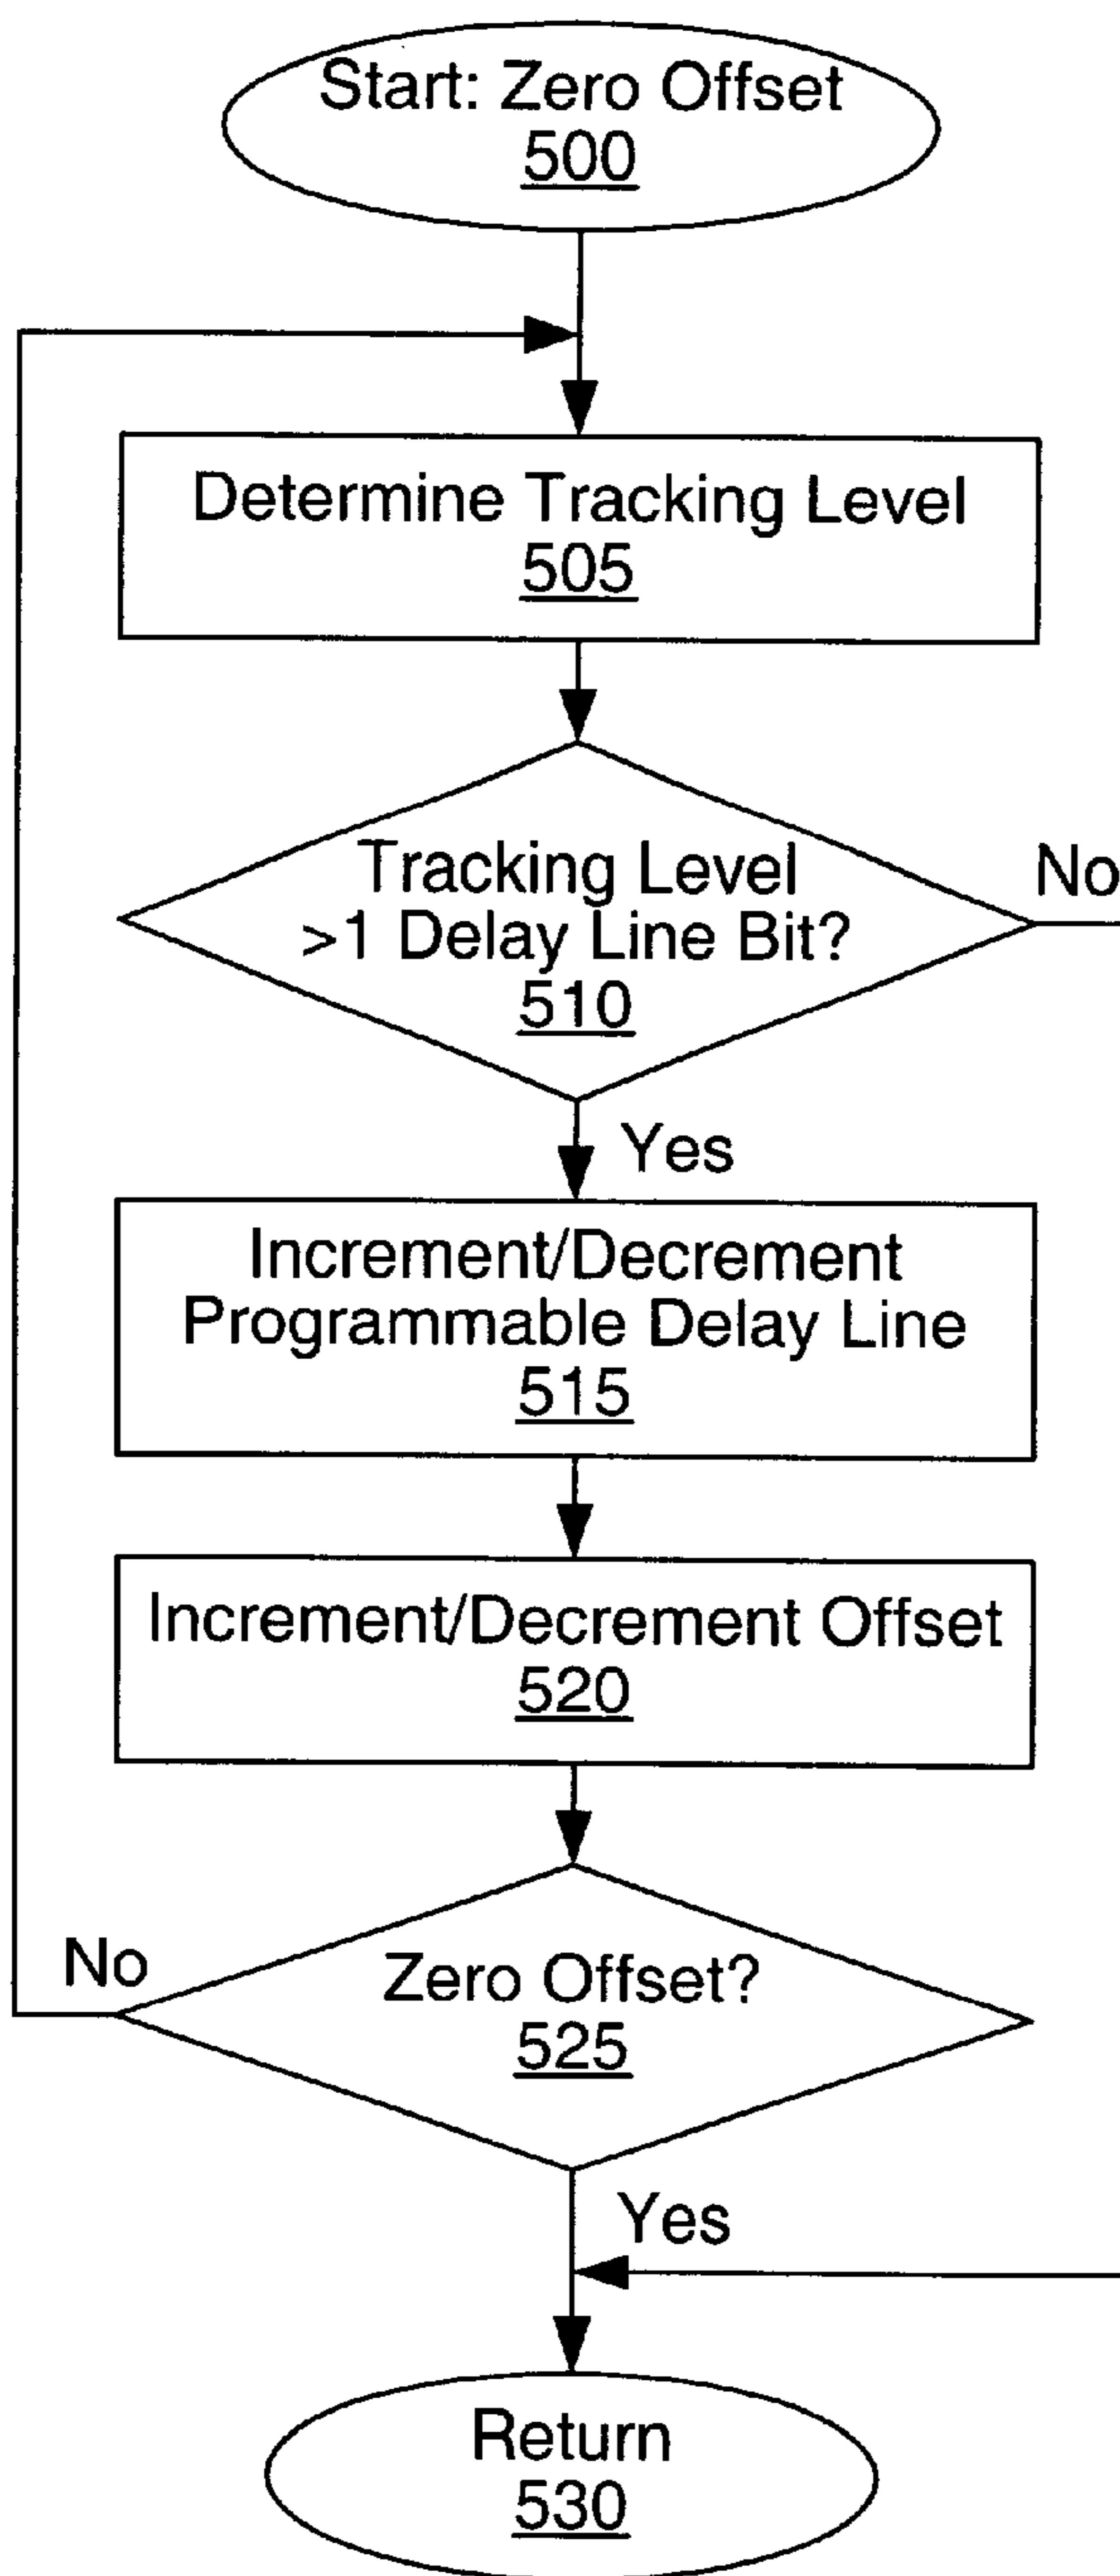 Start: Zero Offset
500
Determine Tracking Level
505
Tracking Level
>1 Delay Line Bit?
510
No
Yes
Increment/Decrement
Programmable Delay Line
515
Increment/Decrement Offset
520
Zero Offset?
525
No
Yes
Return
530